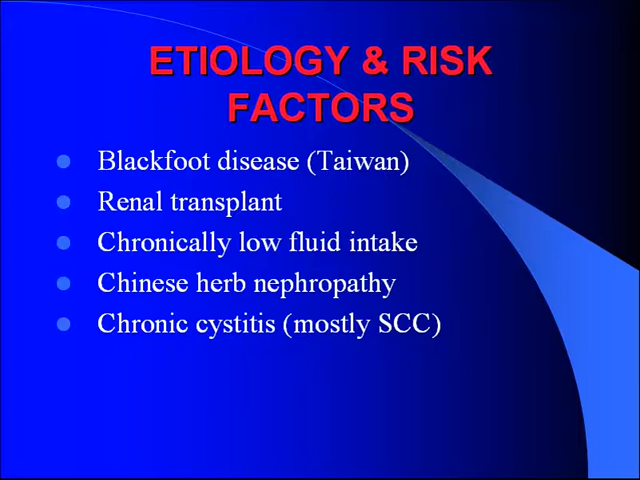 ETIOLOGY & RISK
FACTORS
Blackfoot disease (Taiwan)
Renal transplant
Chronically low fluid intake
Chinese herb nephropathy
Chronic cystitis (mostly SCC)